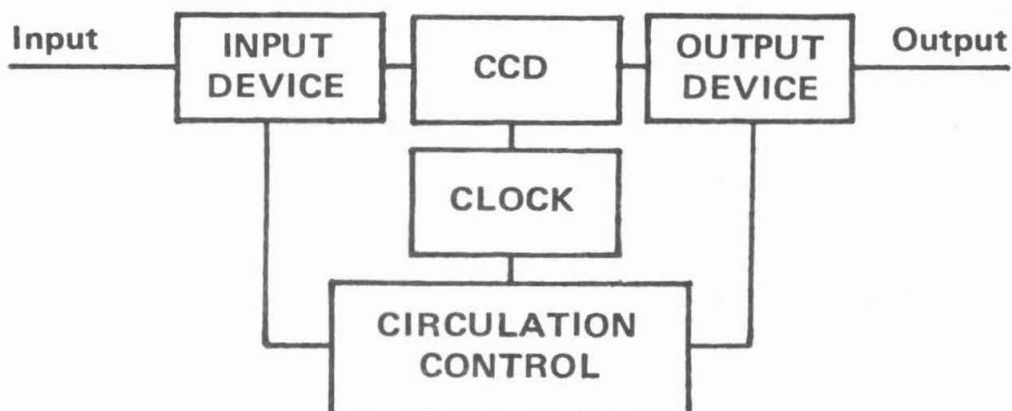 Input
INPUT
DEVICE
CCD
OUTPUT
DEVICE
Output
CLOCK
CIRCULATION
CONTROL